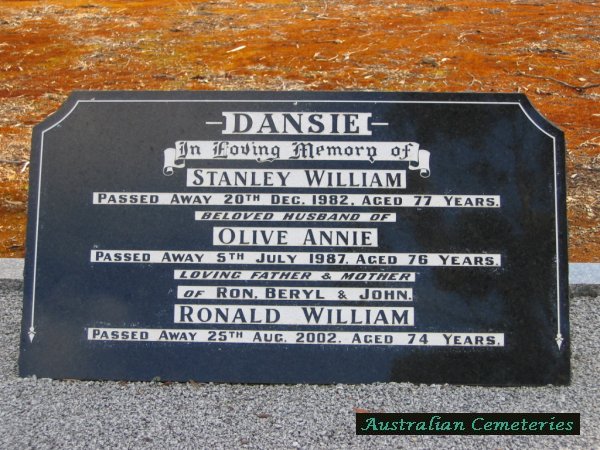 -DANSIE-
In Loving Memory of
STANLEY WILLIAM
PASSED AWAY 20TH DEC. 1982. AGED 77 YEARS.
BELOVED HUSBAND OF
OLIVE ANNIE
PASSED AWAY 5TH JULY 1987. AGED 76 YEARS.
LOVING FATHER & MOTHER
OF RON, BERYL & JOHN.
RONALD WILLIAM
PASSED AWAY 25TH AUG. 2002. AGED 74 YEARS.
Australian Cemeteries